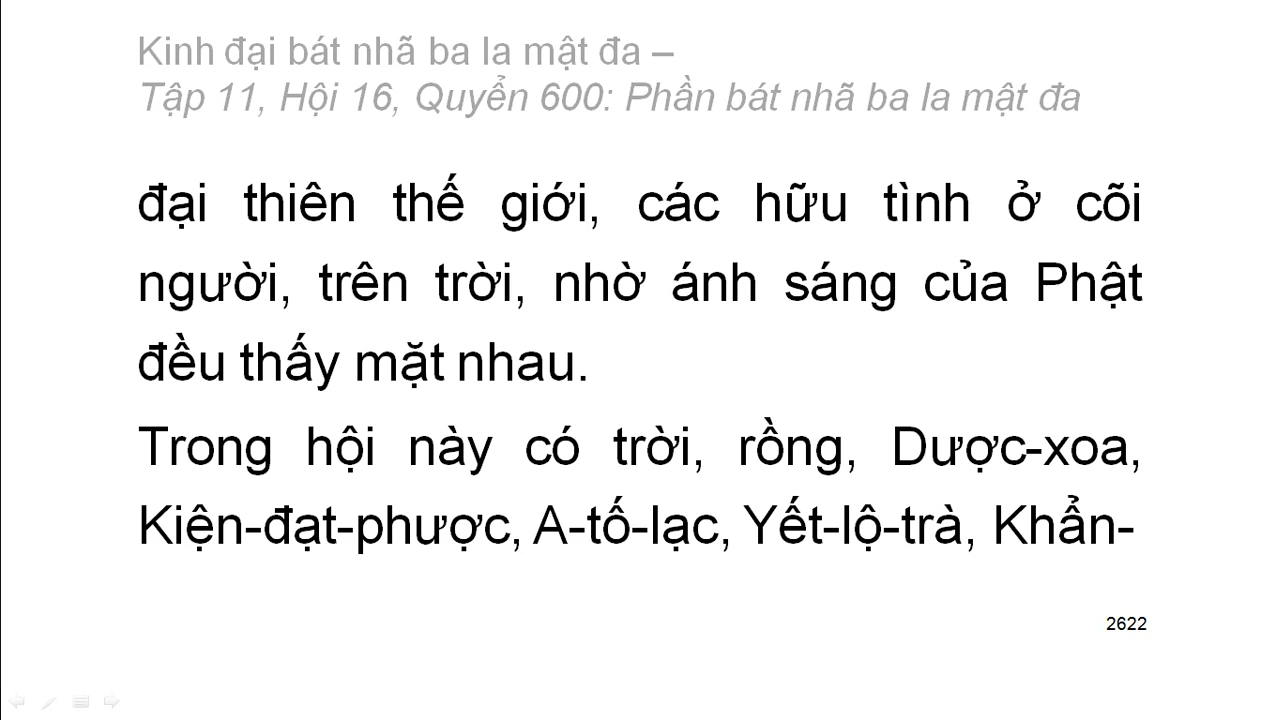 Kinh đại bát nhã ba la mật đa –
Tập 11, Hội 16, Quyển 600: Phần bát nhã ba la mật đa
đại thiên thế giới, các hữu tình ở cõi
người, trên trời, nhờ ánh sáng của Phật
đều thấy mặt nhau.
Trong hội này có trời, rồng, Dược-xoa,
Kiện-đạt-phược, A-tố-lạc, Yết-lộ-trà, Khẩn-
2622